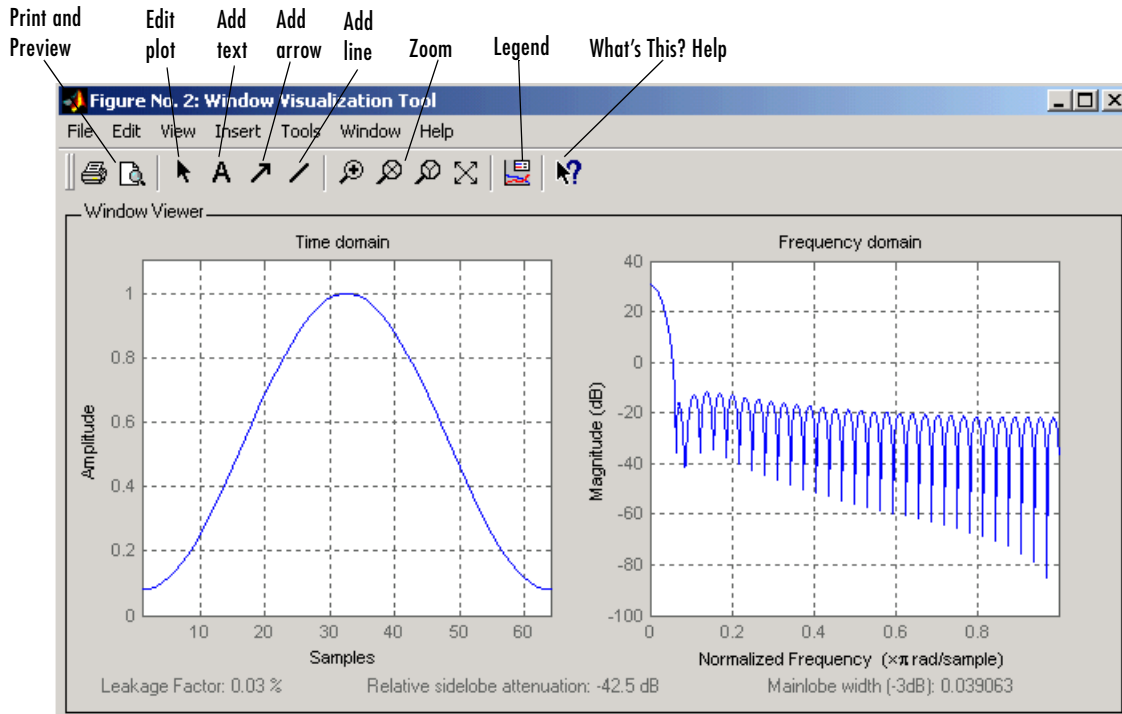 Print and
Preview
Edit
plot
Add
text
Add
arrow
Add
line
Zoom
Legend
What's This? Help
Figure No. 2: Window Visualization Tool
File Edit View Insert Tools Window Help
A
?
Window Viewer
Time domain
1
0.8
0.6
0.4
0.2
0
Amplitude
10 20 30 40 50 60
Samples
Frequency domain
40
20
0
-20
-40
-60
-80
-100
Magnitude (dB)
0 0.2 0.4 0.6 0.8
Normalized Frequency (×π rad/sample)
Leakage Factor: 0.03 % Relative sidelobe attenuation: -42.5 dB Mainlobe width (-3dB): 0.039063